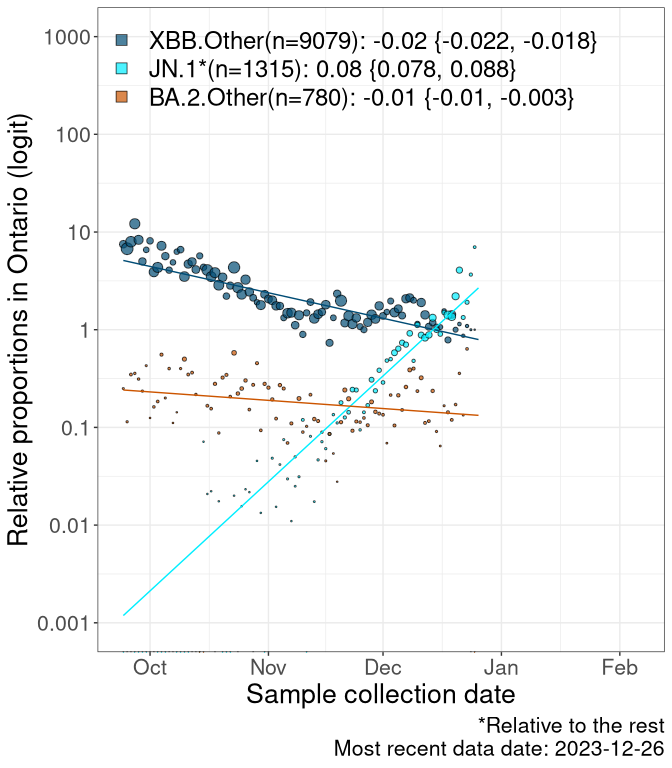 XBB.Other(n=9079): -0.02 {-0.022, -0.018}
JN.1*(n=1315): 0.08 {0.078, 0.088}
BA.2.Other(n=780): -0.01 {-0.01, -0.003}
Relative proportions in Ontario (logit)
1000
100
10
1
0.1
0.01
0.001
Oct Nov Dec Jan Feb
Sample collection date
*Relative to the rest
Most recent data date: 2023-12-26